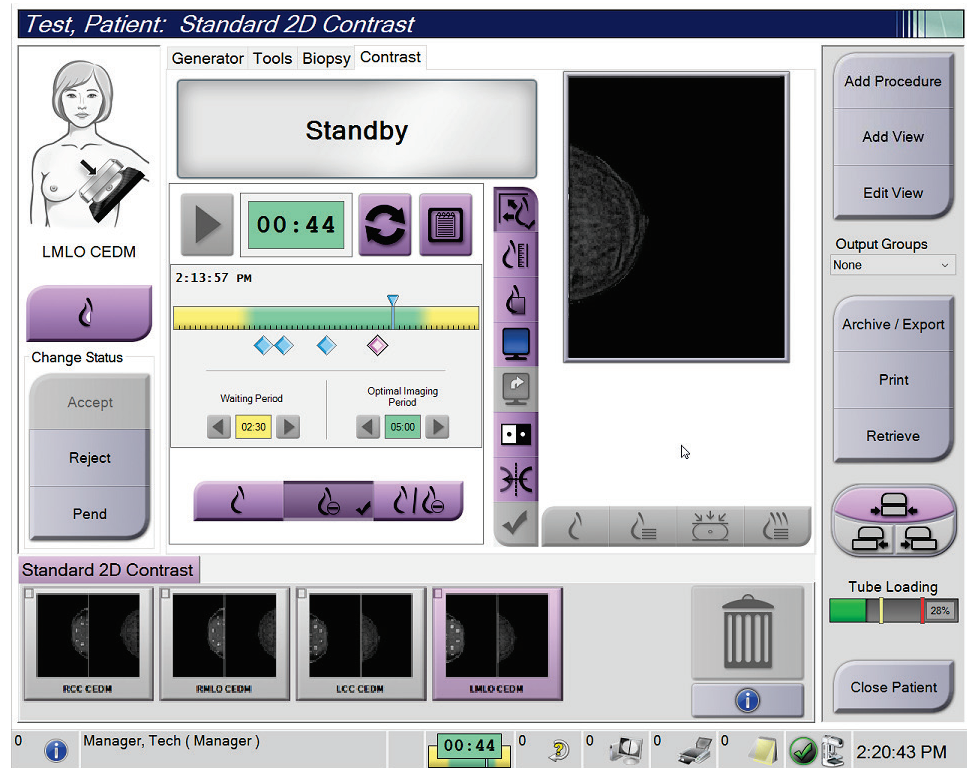 Test, Patient: Standard 2D Contrast
Generator Tools Biopsy Contrast
Standby
LMLO CEDM
00:44
2:13:57 PM
Waiting Period
Optimal Imaging
Period
02:30
05:00
Change Status
Accept
Reject
Pend
Add Procedure
Add View
Edit View
Output Groups
None
Archive / Export
Print
Retrieve
Tube Loading
28%
Close Patient
Standard 2D Contrast
RCC CEDM
RMLO CEDM
LCC CEDM
LMLO CEDM
0
Manager, Tech ( Manager )
00:44
0
0
0
0
2:20:43 PM